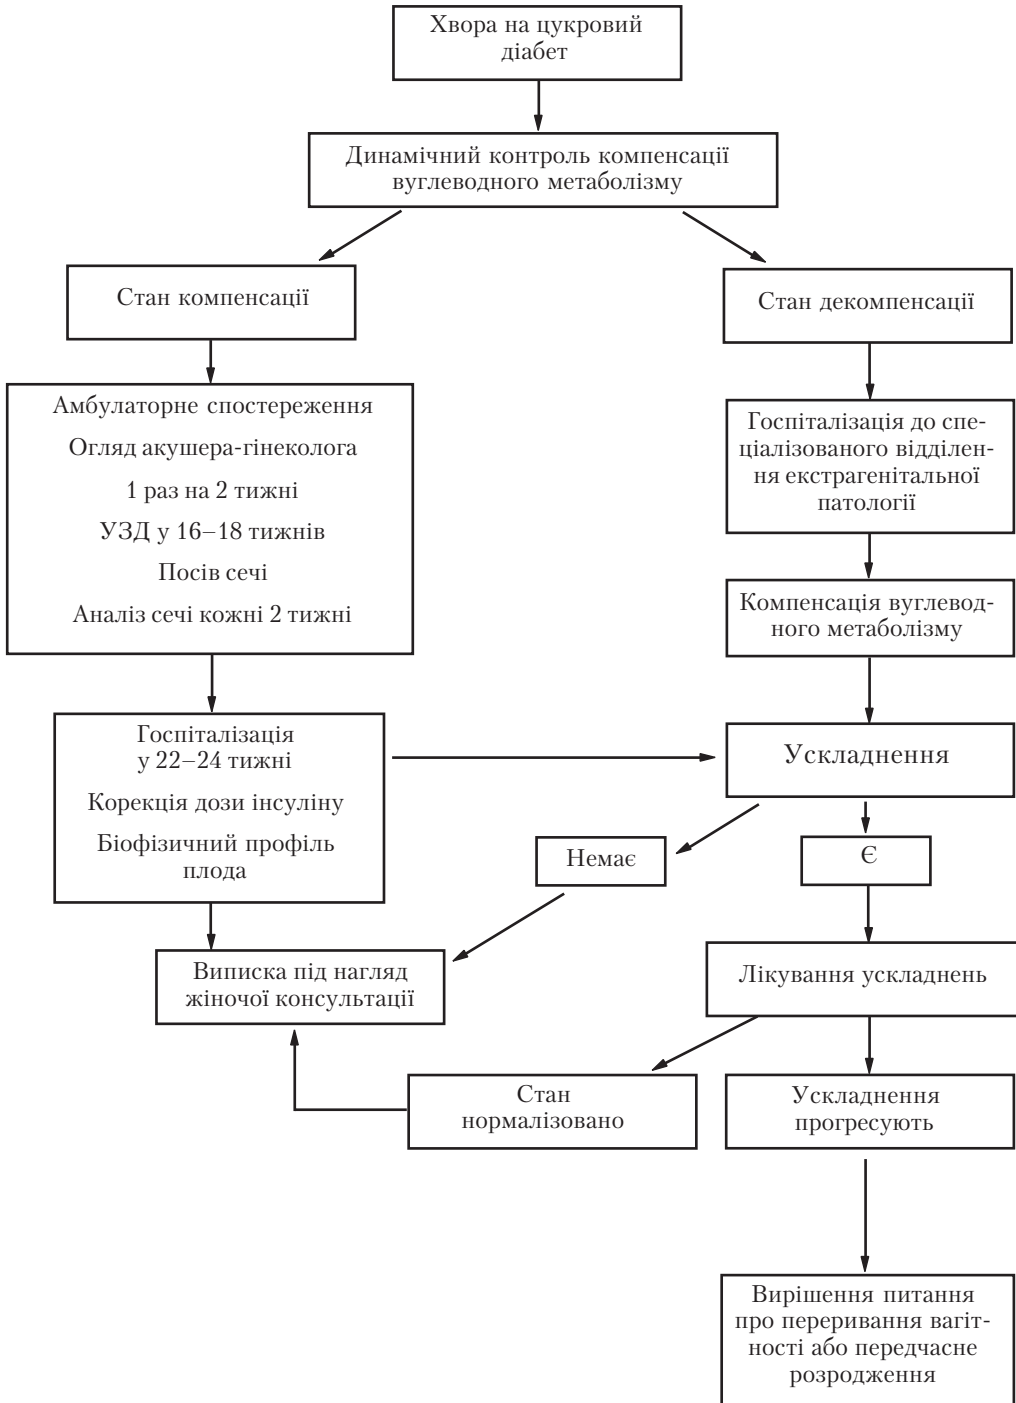 Хвора на цукровий
діабет
Динамічний контроль компенсації
вуглеводного метаболізму
Стан компенсації
Стан декомпенсації
Амбулаторне спостереження
Огляд акушера-гінеколога
1 раз на 2 тижні
УЗД у 16–18 тижнів
Посів сечі
Аналіз сечі кожні 2 тижні
Госпіталізація до спе-
ціалізованого відділен-
ня екстрагенітальної
патології
Компенсація вуглевод-
ного метаболізму
Госпіталізація
у 22–24 тижні
Корекція дози інсуліну
Біофізичний профіль
плода
Ускладнення
Немає
Є
Виписка під нагляд
жіночої консультації
Лікування ускладнень
Стан
нормалізовано
Ускладнення
прогресують
Вирішення питання
про переривання вагіт-
ності або передчасне
розродження